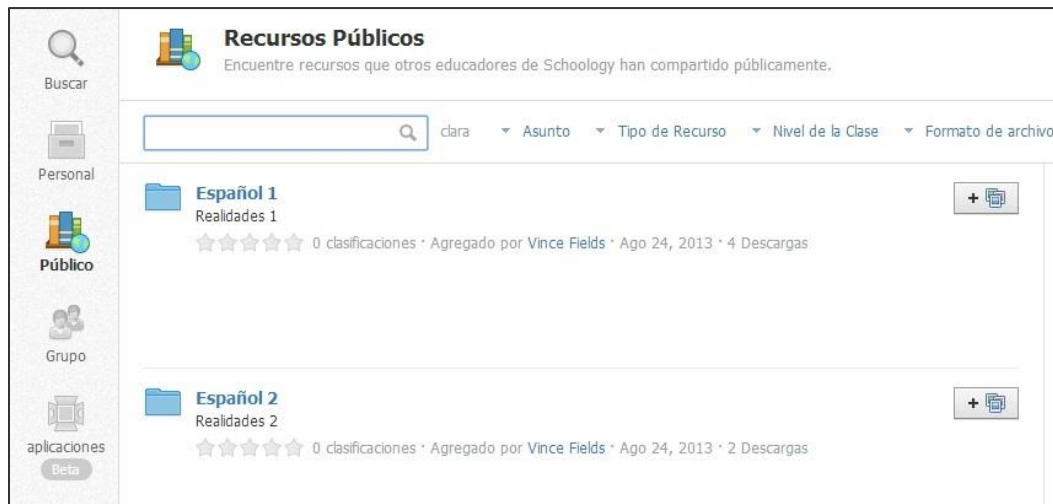 Buscar
Personal
Público
Grupo
aplicaciones
Beta
Recursos Públicos
Encuentre recursos que otros educadores de Schoology han compartido públicamente.
clara Asunto Tipo de Recurso Nivel de la Clase Formato de archivo
Español 1
Realidades 1
0 clasificaciones · Agregado por Vince Fields · Ago 24, 2013 · 4 Descargas
Español 2
Realidades 2
0 clasificaciones · Agregado por Vince Fields · Ago 24, 2013 · 2 Descargas